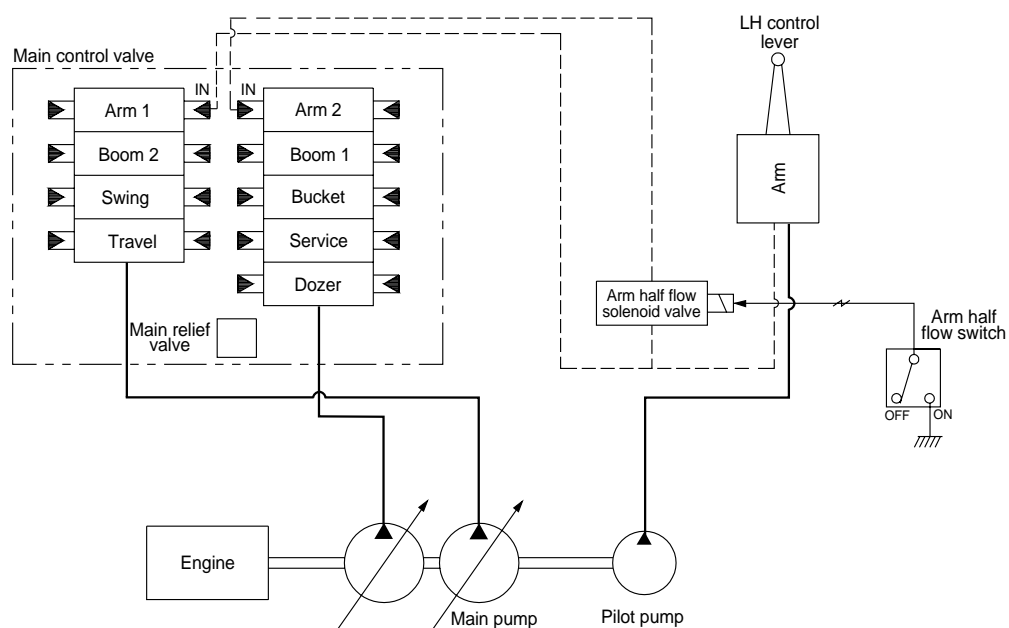 LH control
lever
Main control valve
IN
IN
Arm 1
Arm 2
Boom 2
Boom 1
Swing
Bucket
Travel
Service
Dozer
Main relief
valve
Arm
Arm half flow
solenoid valve
Arm half
flow switch
OFF
ON
Engine
Main pump
Pilot pump